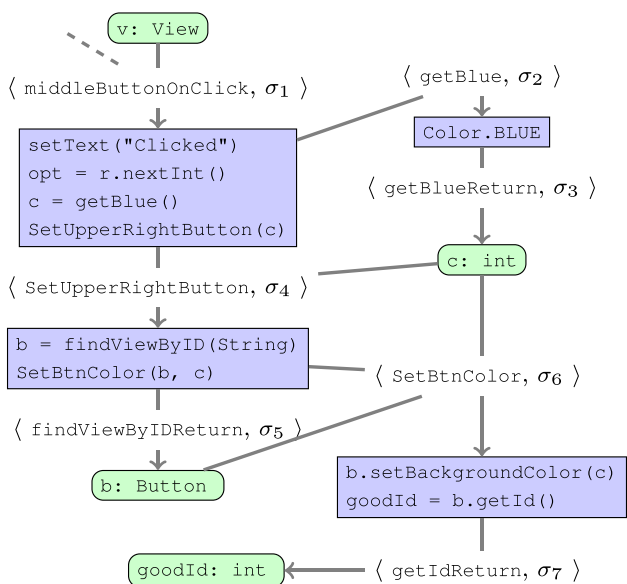 v: View
⟨ middleButtonOnClick, σ1 ⟩
⟨ getBlue, σ2 ⟩
setText("Clicked")
opt = r.nextInt()
c = getBlue()
SetUpperRightButton(c)
Color.BLUE
⟨ getBlueReturn, σ3 ⟩
c: int
⟨ SetUpperRightButton, σ4 ⟩
b = findViewByID(String)
SetBtnColor(b, c)
⟨ SetBtnColor, σ6 ⟩
⟨ findViewByIDReturn, σ5 ⟩
b: Button
b.setBackgroundColor(c)
goodId = b.getId()
goodId: int
⟨ getIdReturn, σ7 ⟩